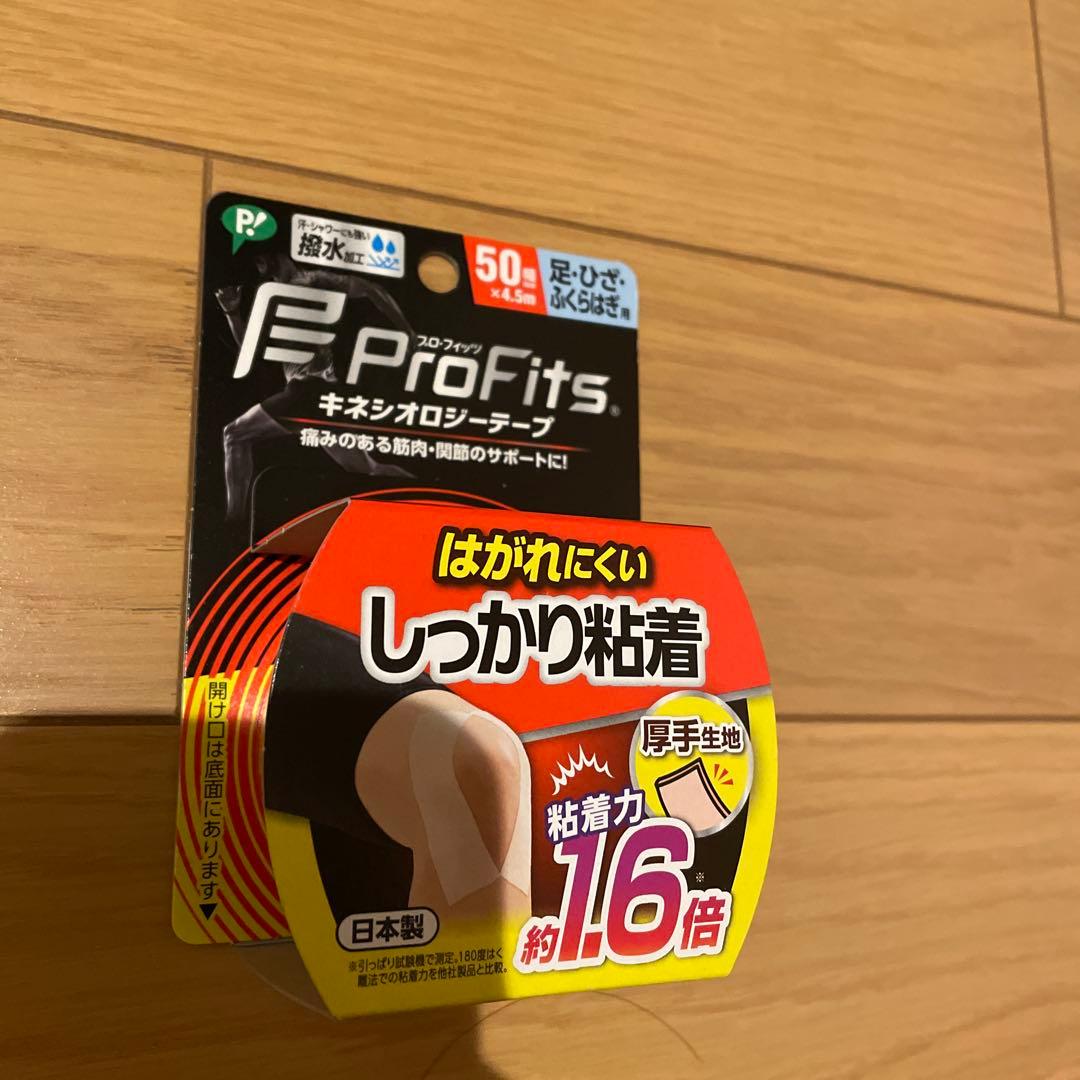 P!
汗・シャワーにも強い
撥水加工
50mm幅
×4.5m
足・ひざ・
ふくらはぎ用
プロ・フィッツ
ProFits®
キネシオロジーテープ
痛みのある筋肉・関節のサポートに!
はがれにくい
しっかり粘着
厚手生地
粘着力
約1.6倍※
日本製
※引っぱり試験機で測定。180度はく
離法での粘着力を他社製品と比較。
開け口は底面にあります▼